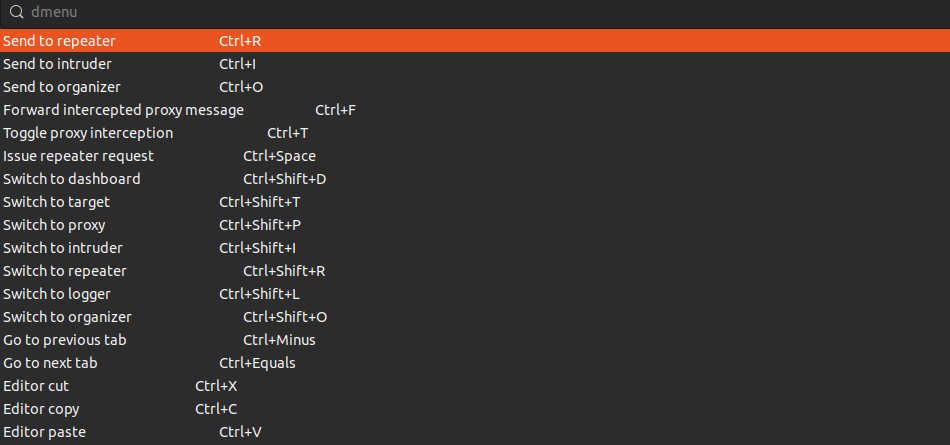 dmenu
Send to repeater Ctrl+R
Send to intruder Ctrl+I
Send to organizer Ctrl+O
Forward intercepted proxy message Ctrl+F
Toggle proxy interception Ctrl+T
Issue repeater request Ctrl+Space
Switch to dashboard Ctrl+Shift+D
Switch to target Ctrl+Shift+T
Switch to proxy Ctrl+Shift+P
Switch to intruder Ctrl+Shift+I
Switch to repeater Ctrl+Shift+R
Switch to logger Ctrl+Shift+L
Switch to organizer Ctrl+Shift+O
Go to previous tab Ctrl+Minus
Go to next tab Ctrl+Equals
Editor cut Ctrl+X
Editor copy Ctrl+C
Editor paste Ctrl+V